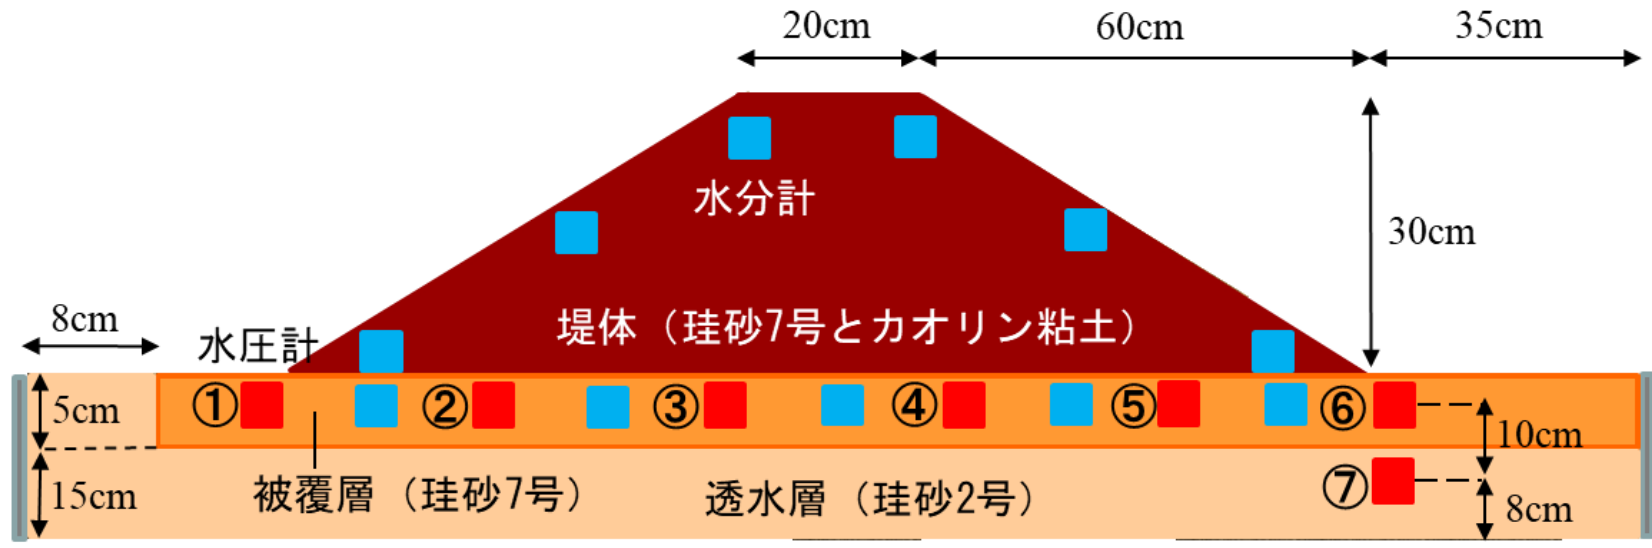 20cm
60cm
35cm
水分計
30cm
8cm
水圧計
堤体（珪砂7号とカオリン粘土）
5cm
①
②
③
④
⑤
⑥
10cm
15cm
被覆層（珪砂7号）
透水層（珪砂2号）
⑦
8cm